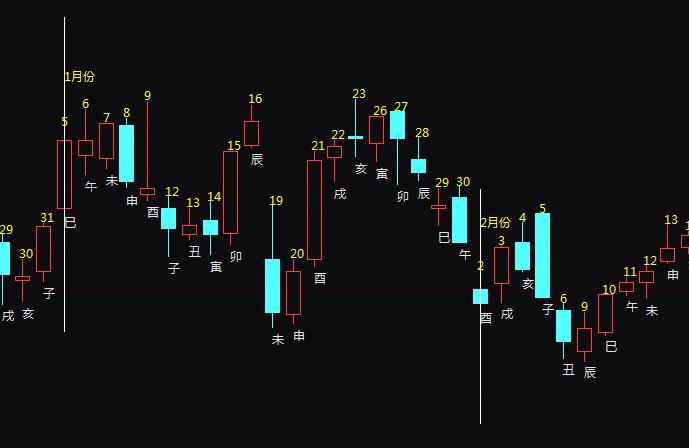 1月份
2月份
29 戌
30 亥
31 子
5 巳
6 午
7 未
8 申
9 酉
12 子
13 丑
14 寅
15 卯
16 辰
19 未
20 申
21 酉
22 戌
23 亥
26 寅
27 卯
28 辰
29 巳
30 午
2 酉
3 戌
4 亥
5 子
6 丑
9 辰
10 巳
11 午
12 未
13 申